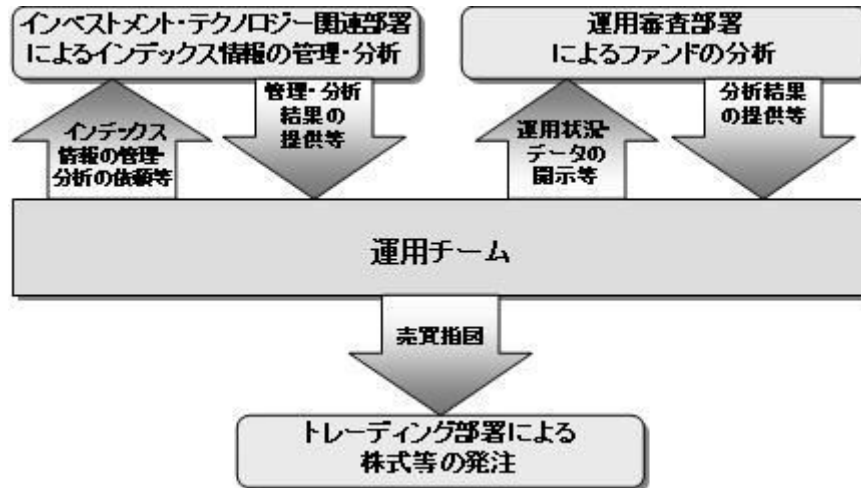 インベストメント・テクノロジー関連部署
によるインデックス情報の管理・分析
運用審査部署
によるファンドの分析
インデックス
情報の管理・
分析の依頼等
管理・分析
結果の
提供等
運用状況・
データの
開示等
分析結果
の提供等
運用チーム
売買指図
トレーディング部署による
株式等の発注